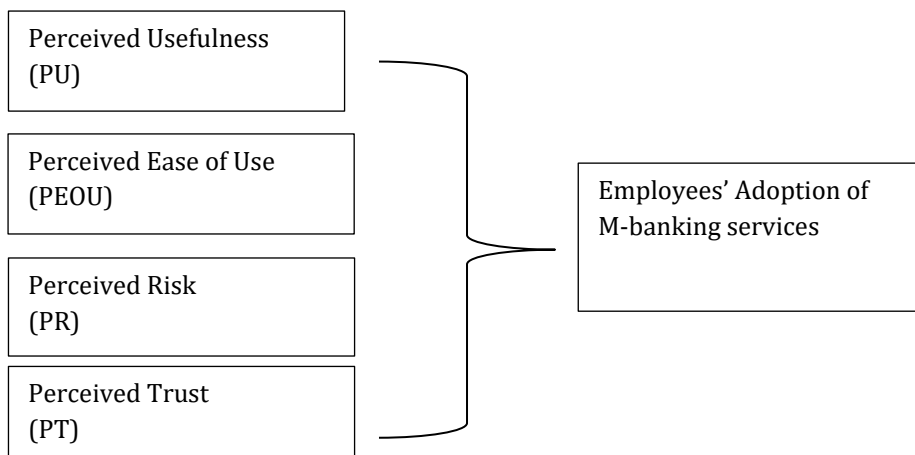 Perceived Usefulness
(PU)
Perceived Ease of Use
(PEOU)
Perceived Risk
(PR)
Perceived Trust
(PT)
Employees’ Adoption of
M-banking services